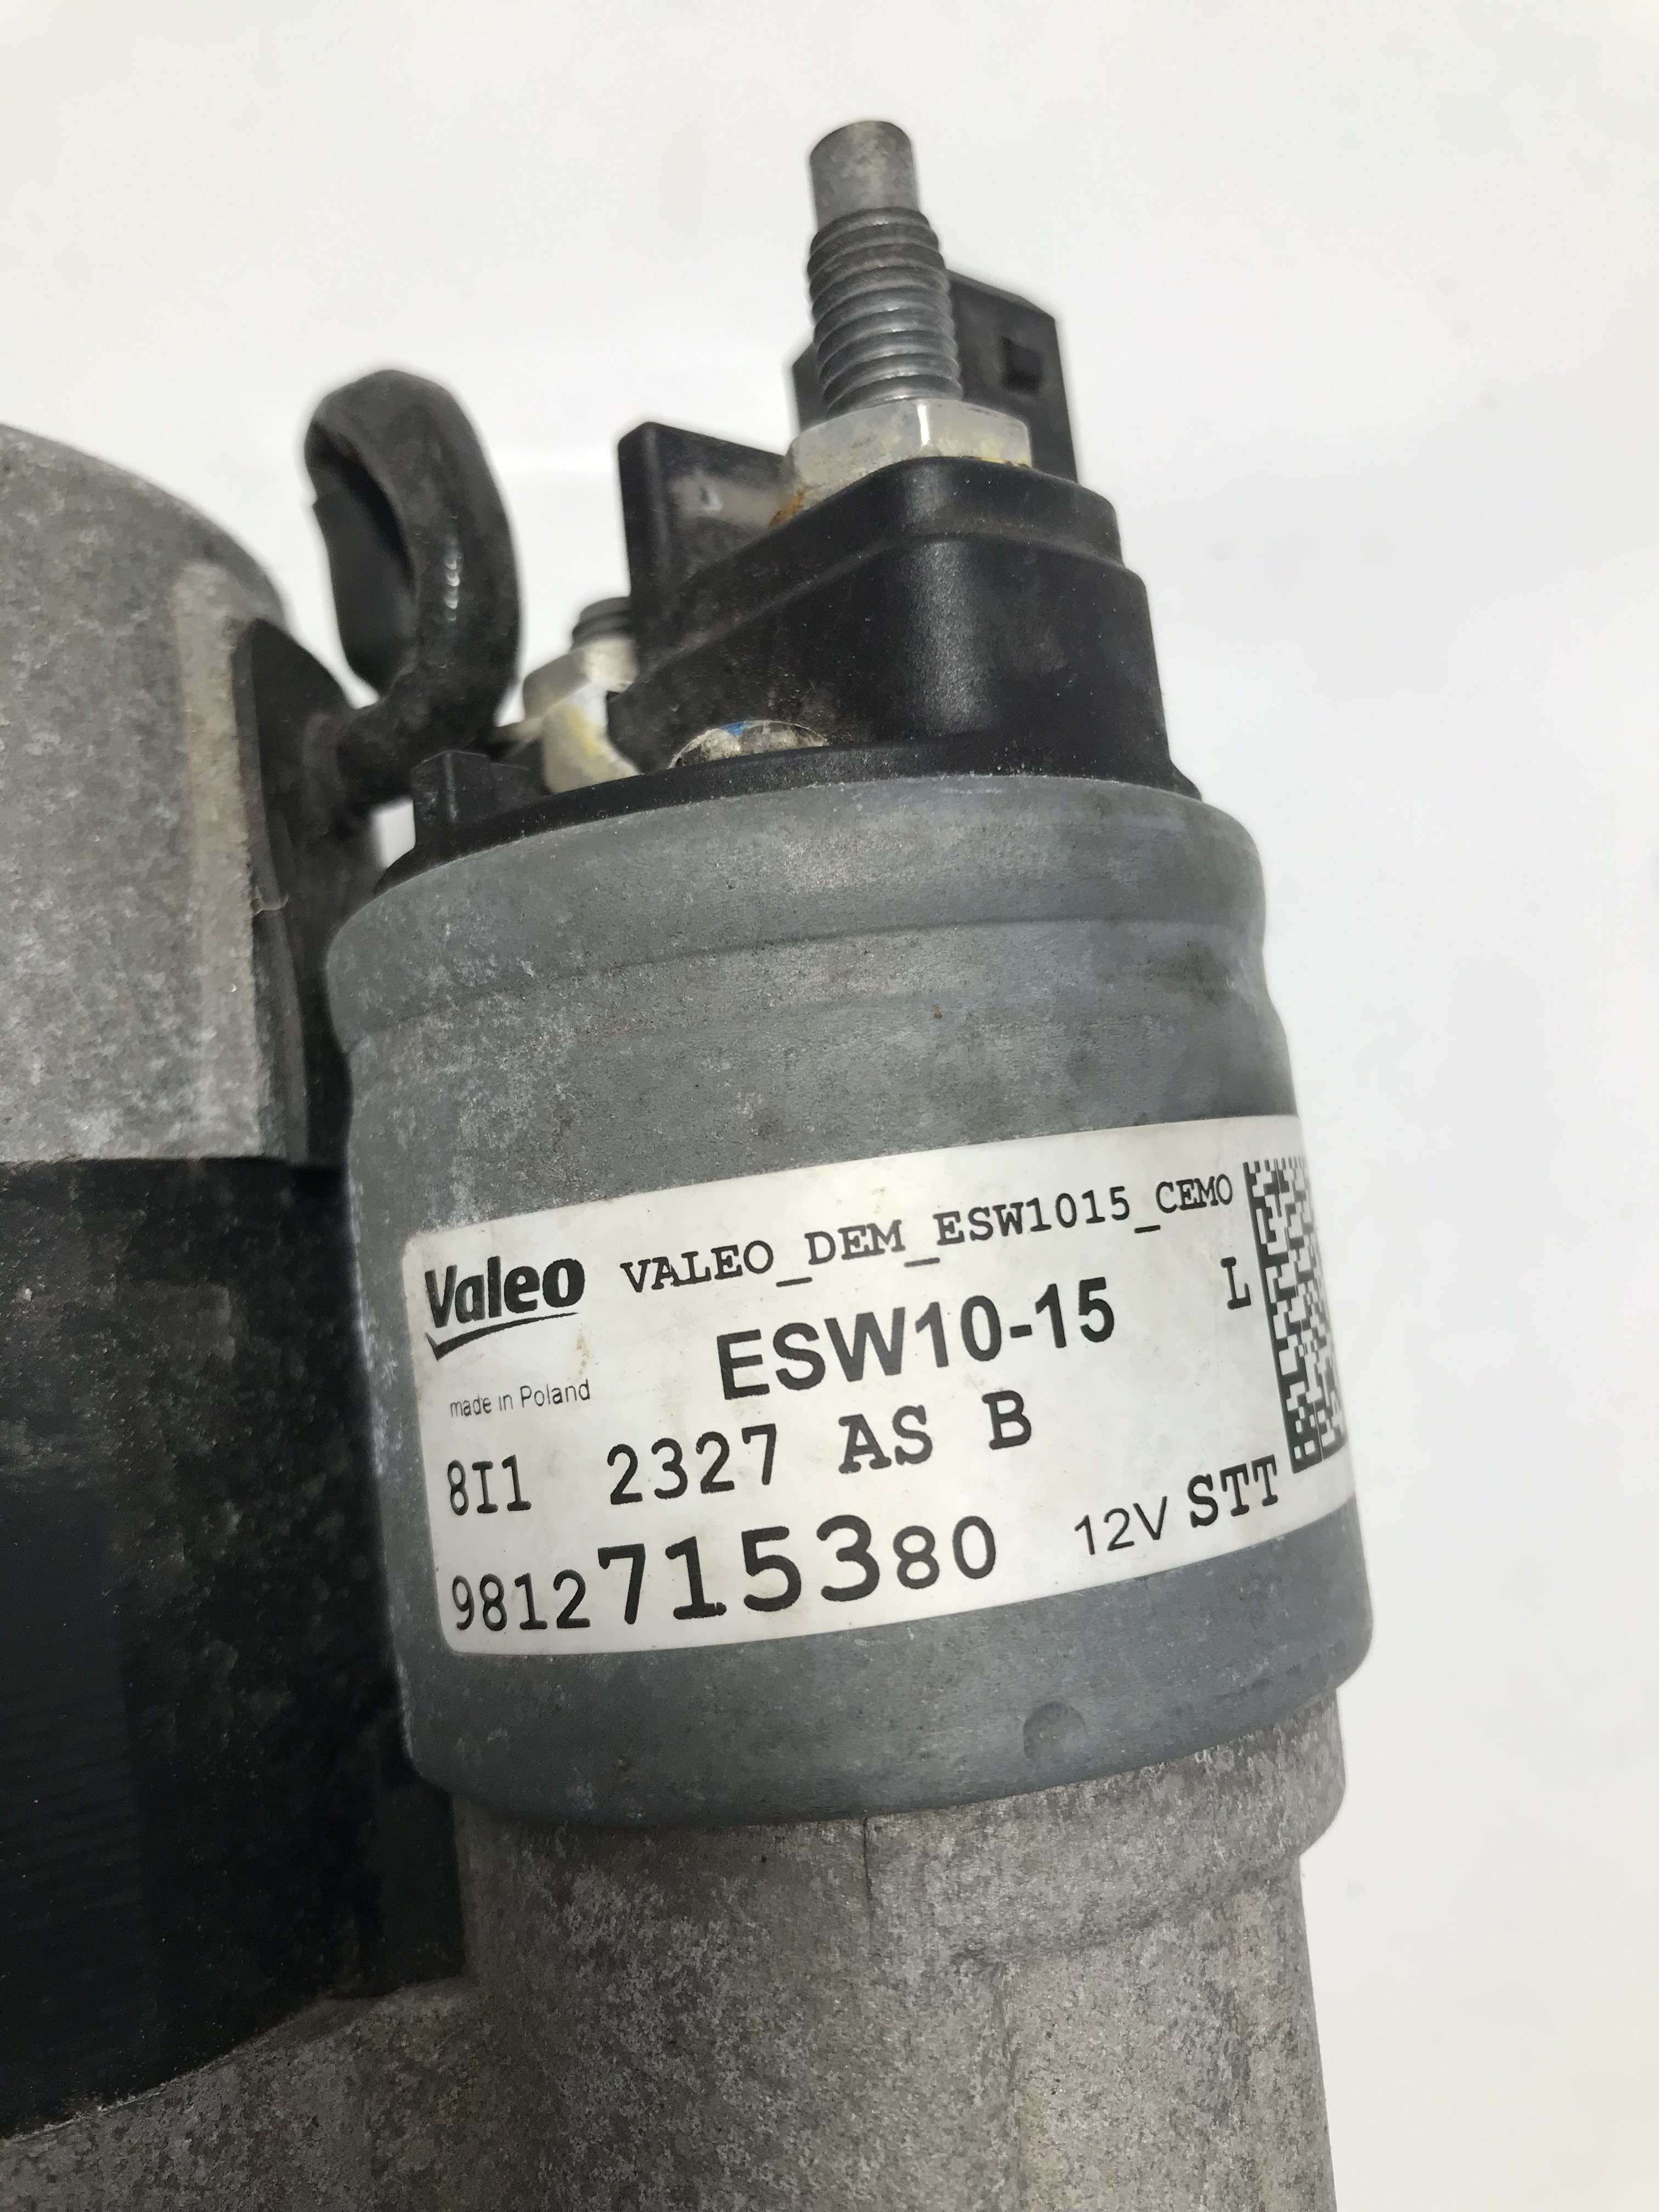 Valeo VALEO_DEM_ESW1015_CEMO
ESW10-15 L
made in Poland
8I1 2327 AS B
9812715380 12V STT